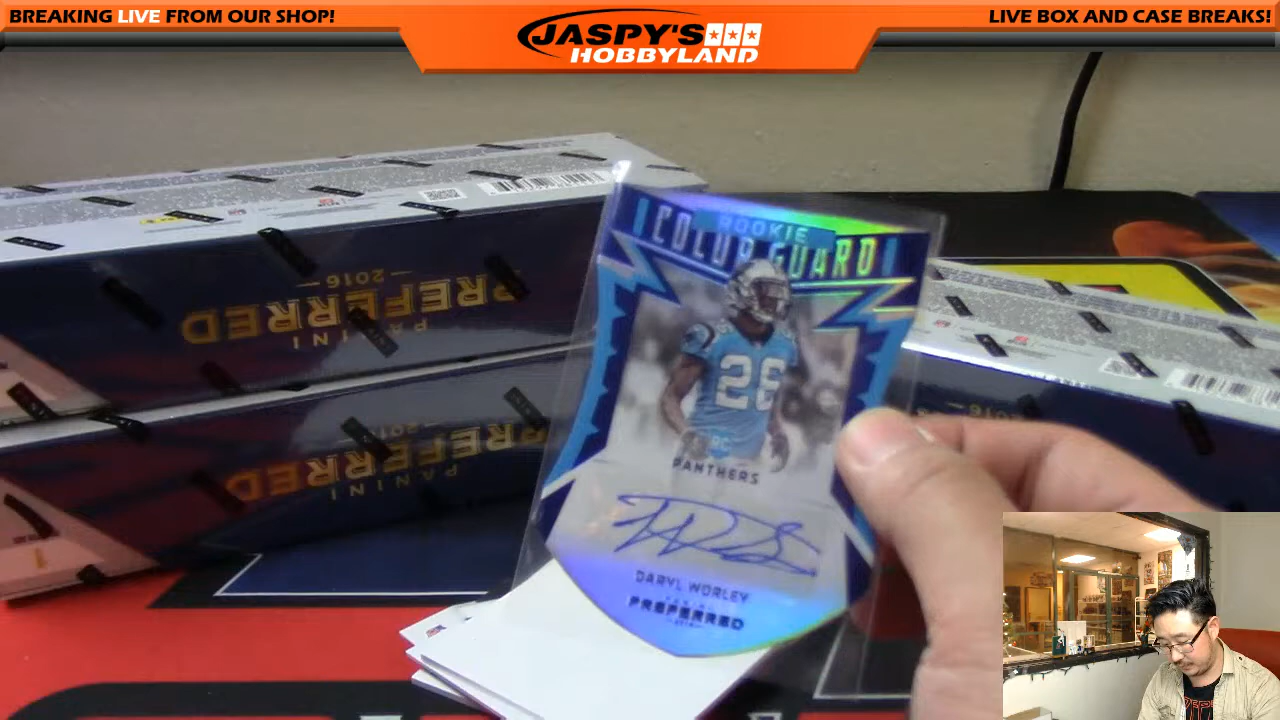 BREAKING LIVE FROM OUR SHOP!
JASPY'S
HOBBYLAND
LIVE BOX AND CASE BREAKS!
2016
PREFERRED
PANINI
PREFERRED
PANINI
2016
ROOKIE
COLOR GUARD
26
RC
PANTHERS
DARYL WORLEY
PREFERRED